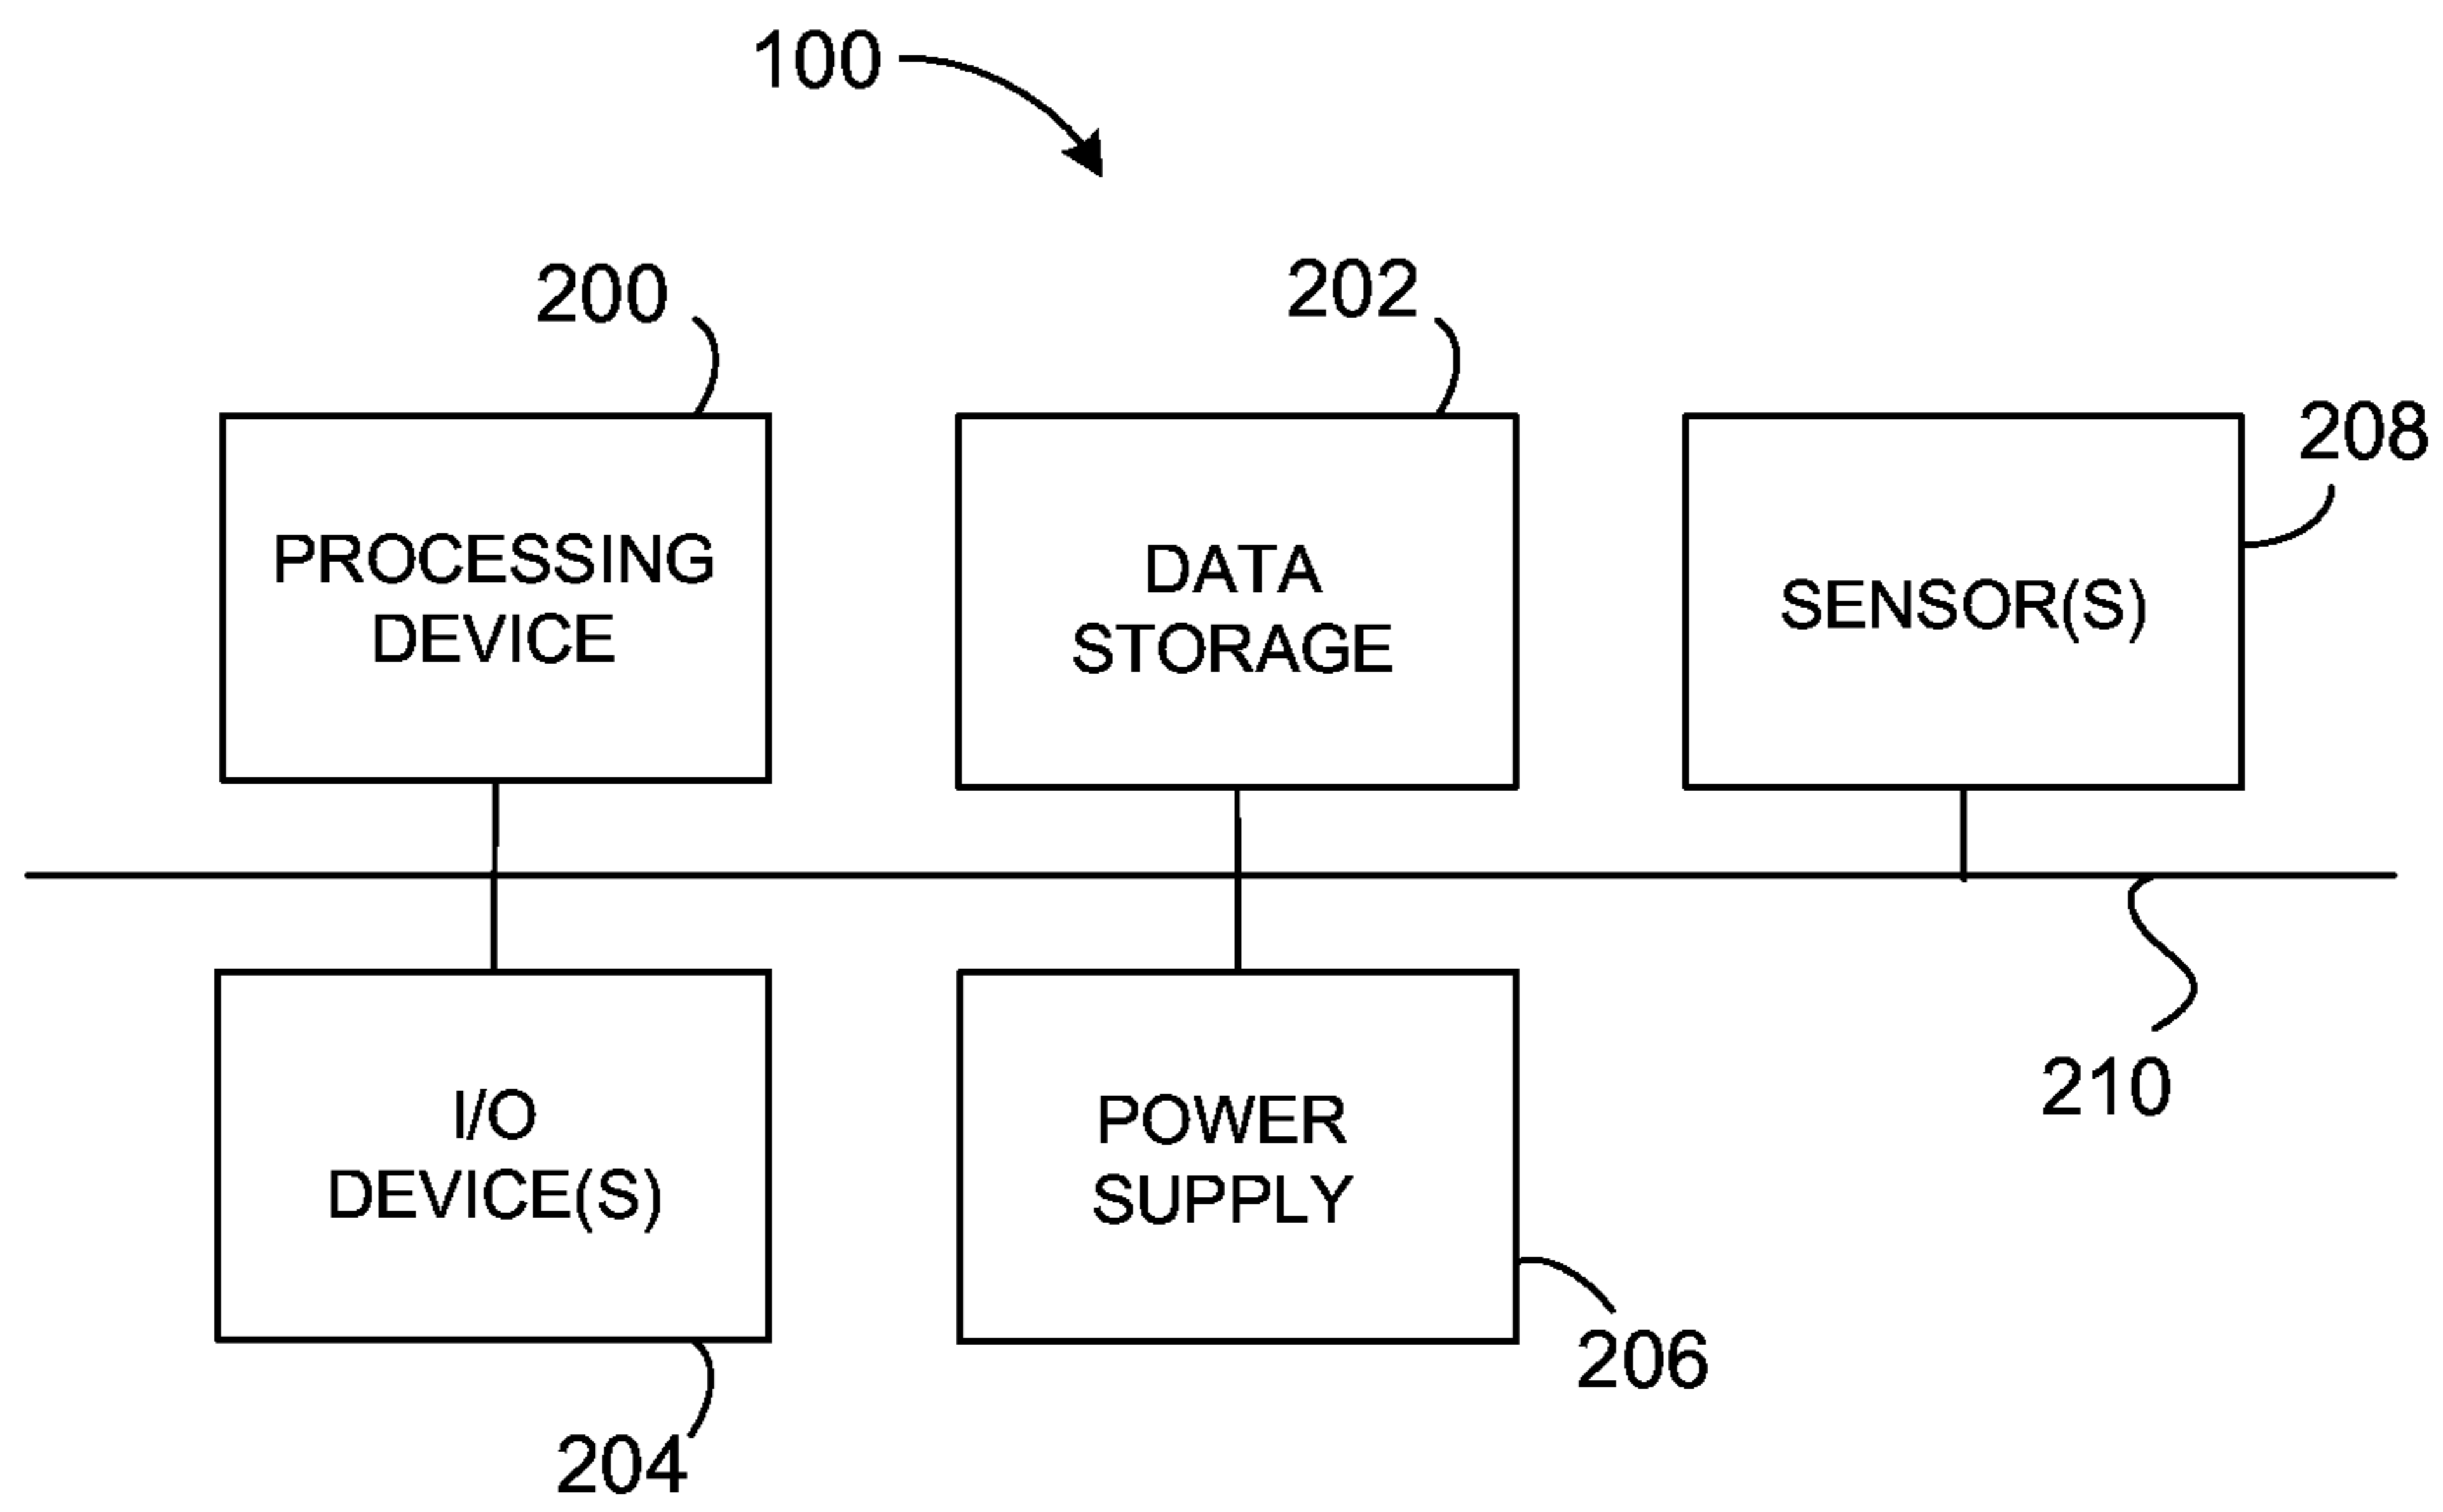 100
200
202
208
PROCESSING
DEVICE
DATA
STORAGE
SENSOR(S)
210
I/O
DEVICE(S)
POWER
SUPPLY
206
204